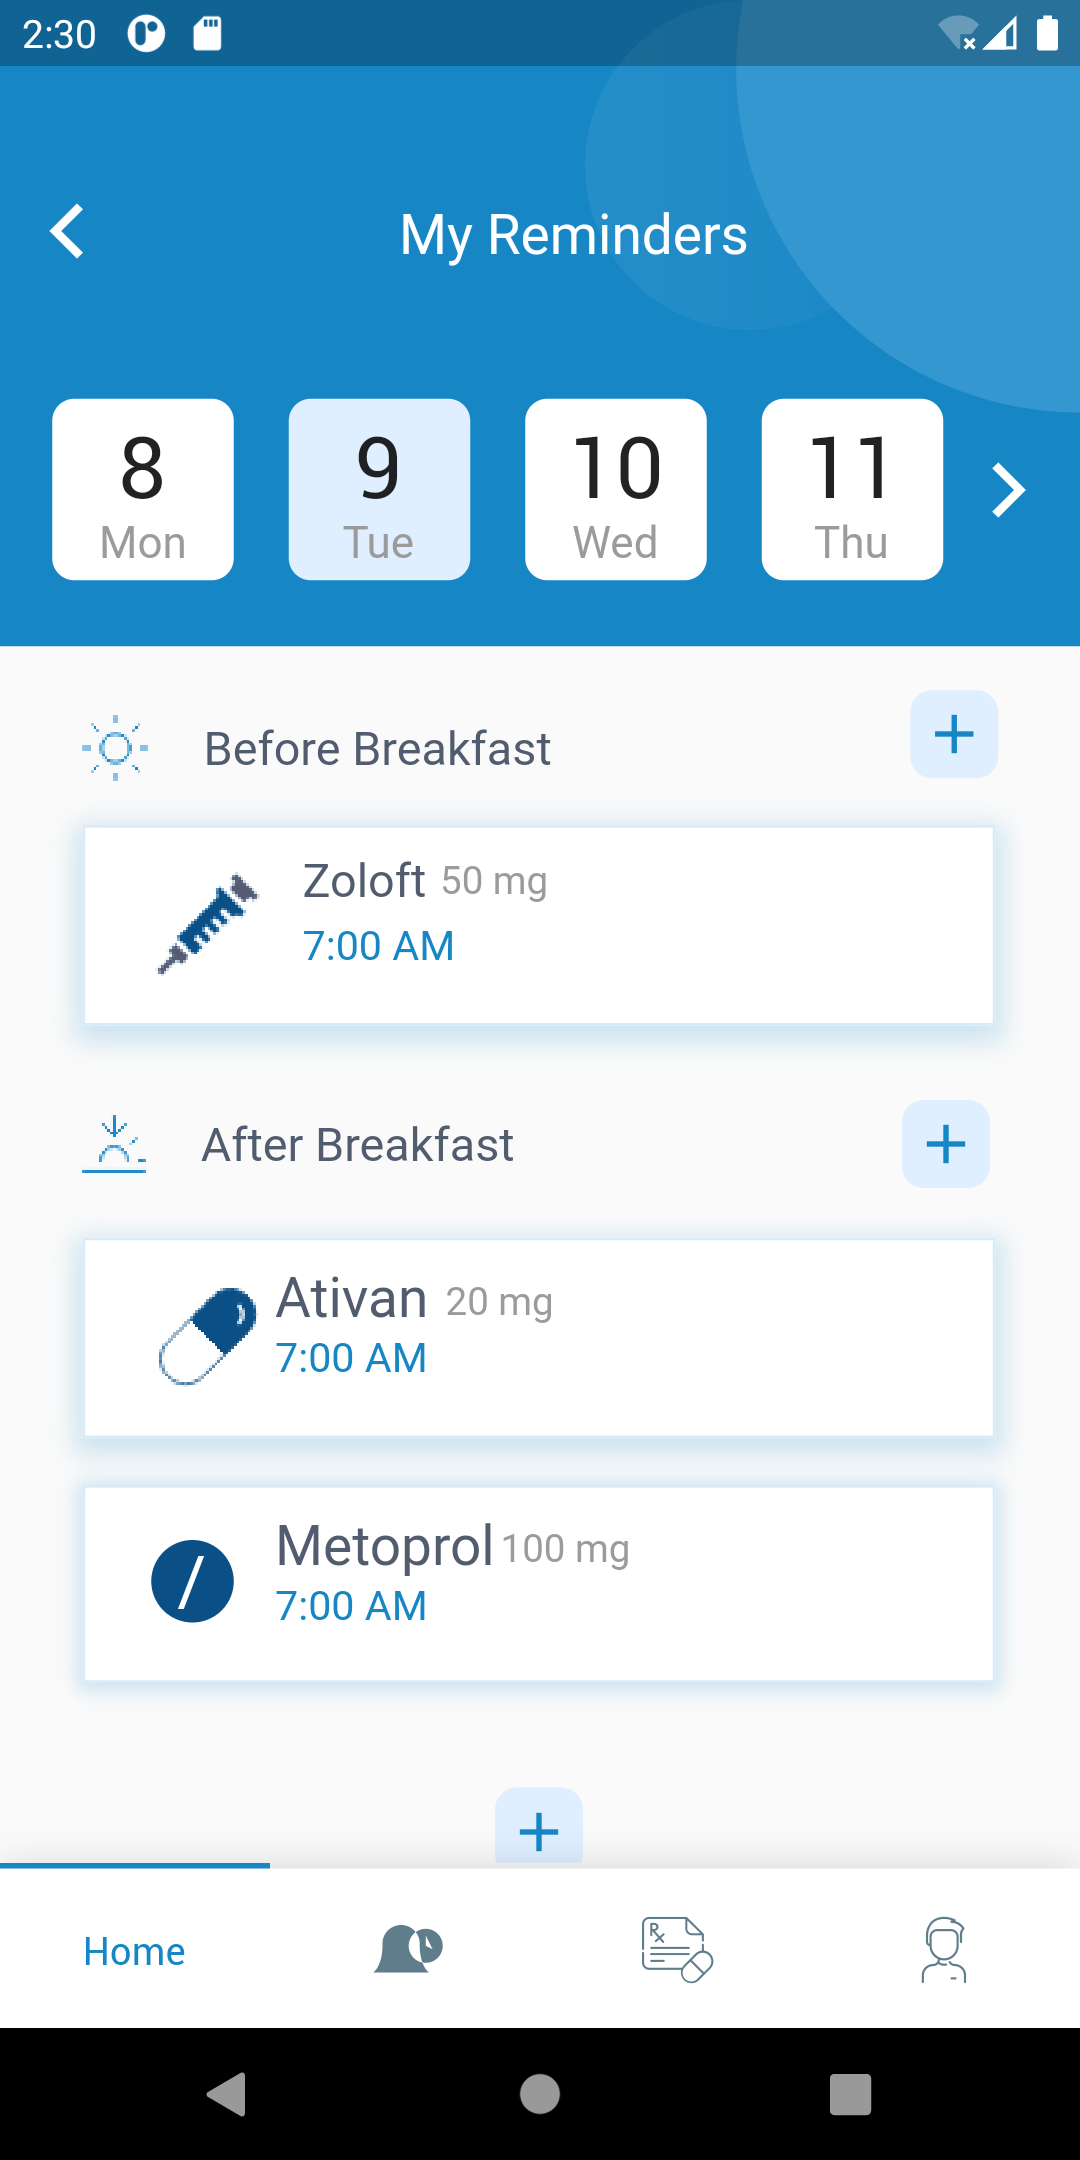 2:30
My Reminders
8 9 10 11
Mon Tue Wed Thu
Before Breakfast
Zoloft 50 mg
7:00 AM
After Breakfast
Ativan 20 mg
7:00 AM
Metoprol 100 mg
7:00 AM
Home
Rx